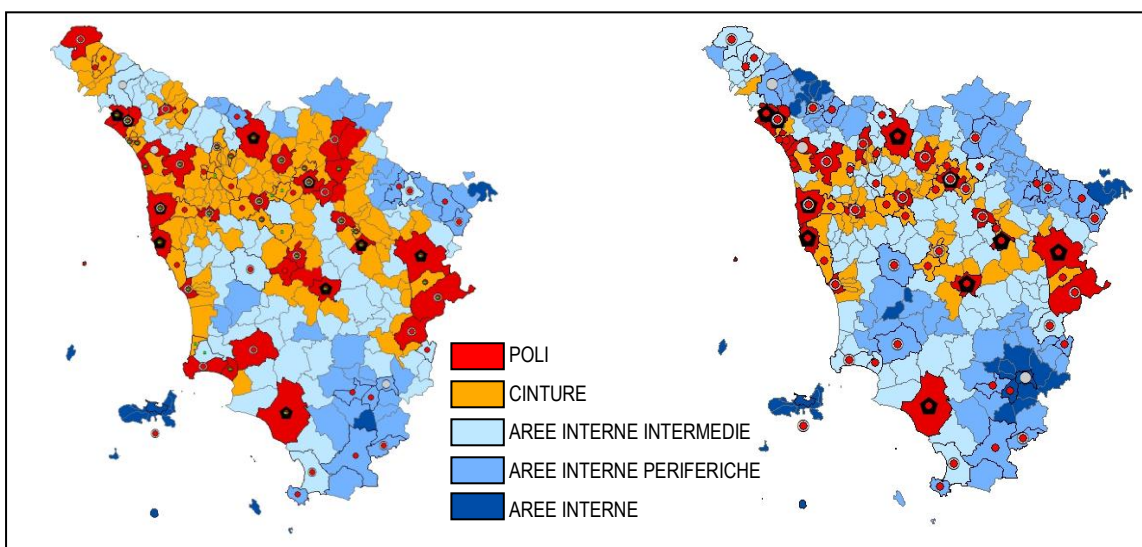 POLI
CINTURE
AREE INTERNE INTERMEDIE
AREE INTERNE PERIFERICHE
AREE INTERNE